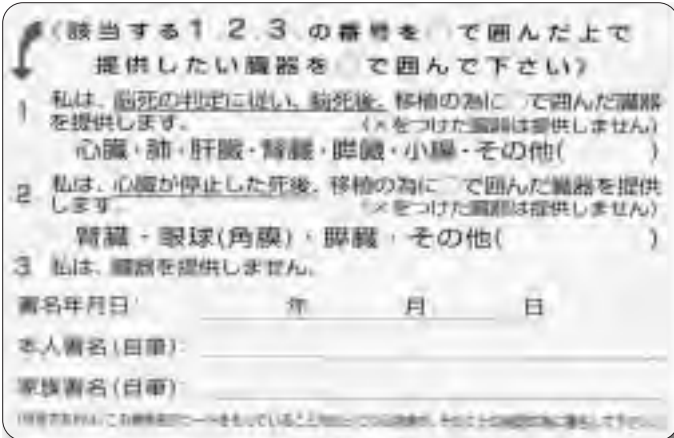 (該当する1.2.3.の番号を○で囲んだ上で
提供したい臓器を○で囲んで下さい)
1 私は、脳死の判定に従い、脳死後、移植の為に○で囲んだ臓器
を提供します。 (×をつけた臓器は提供しません)
心臓・肺・肝臓・腎臓・膵臓・小腸・その他( )
2 私は、心臓が停止した死後、移植の為に○で囲んだ臓器を提供
します。 (×をつけた臓器は提供しません)
腎臓・眼球(角膜)・膵臓・その他( )
3 私は、臓器を提供しません。
署名年月日: 年 月 日
本人署名(自筆):
家族署名(自筆):